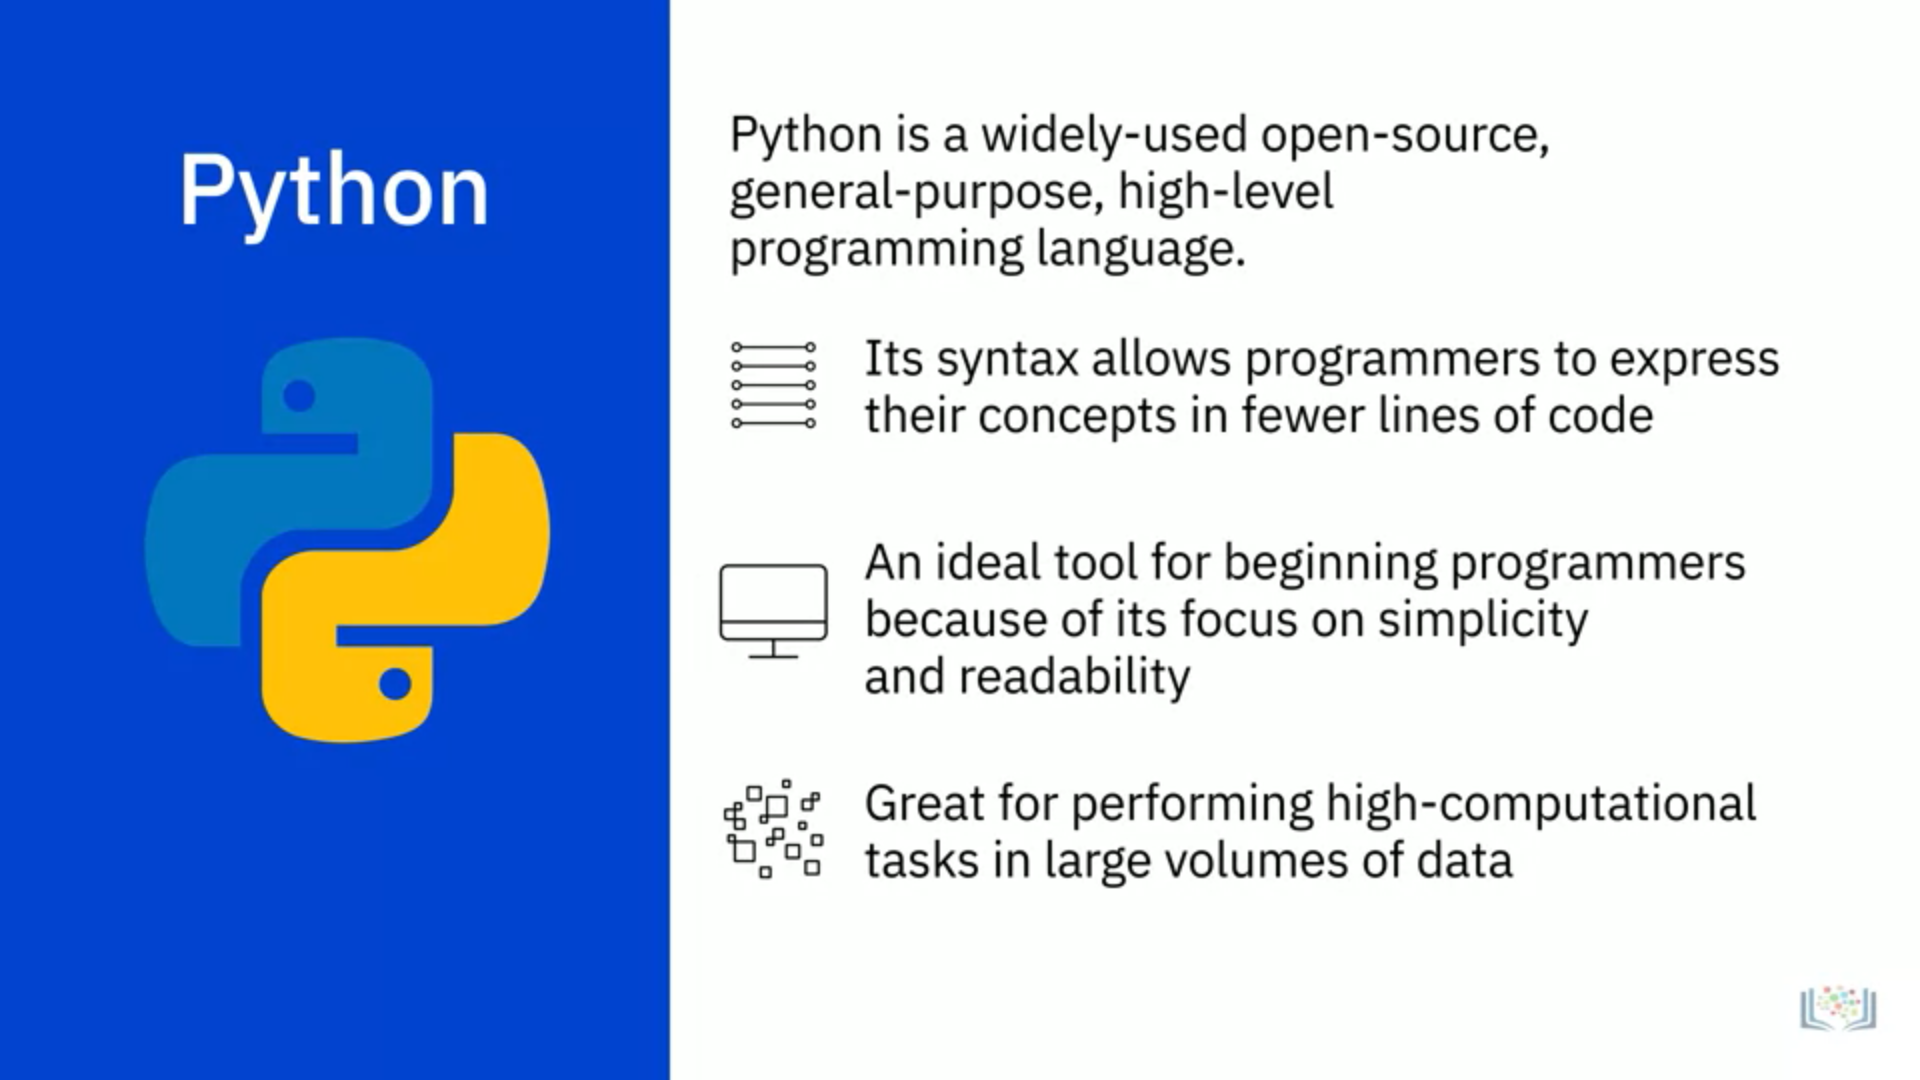 Python
Python is a widely-used open-source,
general-purpose, high-level
programming language.
Its syntax allows programmers to express
their concepts in fewer lines of code
An ideal tool for beginning programmers
because of its focus on simplicity
and readability
Great for performing high-computational
tasks in large volumes of data